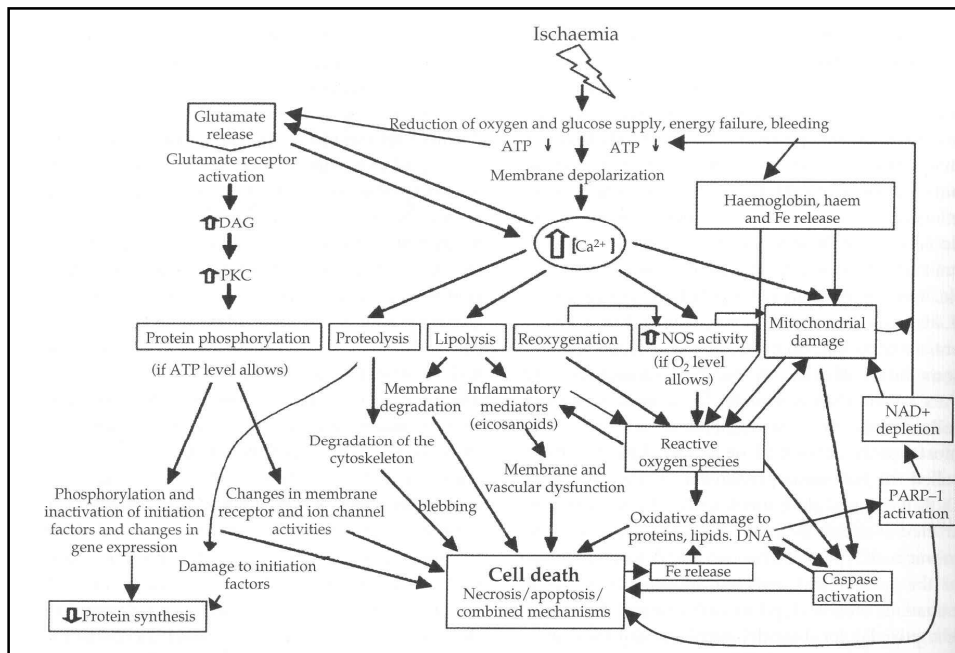 Ischaemia
Glutamate
release
Reduction of oxygen and glucose supply, energy failure, bleeding
ATP ↓ ATP ↓
Glutamate receptor
activation
Membrane depolarization
Haemoglobin, haem
and Fe release
⇧DAG
⇧[Ca²⁺]
⇧PKC
Protein phosphorylation
Proteolysis
Lipolysis
Reoxygenation
⇧NOS activity
Mitochondrial
damage
(if ATP level allows)
(if O₂ level
allows)
Membrane
degradation
Inflammatory
mediators
(eicosanoids)
NAD+
depletion
Degradation of the
cytoskeleton
Reactive
oxygen species
Membrane and
vascular dysfunction
Phosphorylation and
inactivation of initiation
factors and changes in
gene expression
Changes in membrane
receptor and ion channel
activities
blebbing
PARP–1
activation
Oxidative damage to
proteins, lipids. DNA
Damage to initiation
factors
Cell death
Necrosis/apoptosis/
combined mechanisms
Fe release
Caspase
activation
⇩Protein synthesis